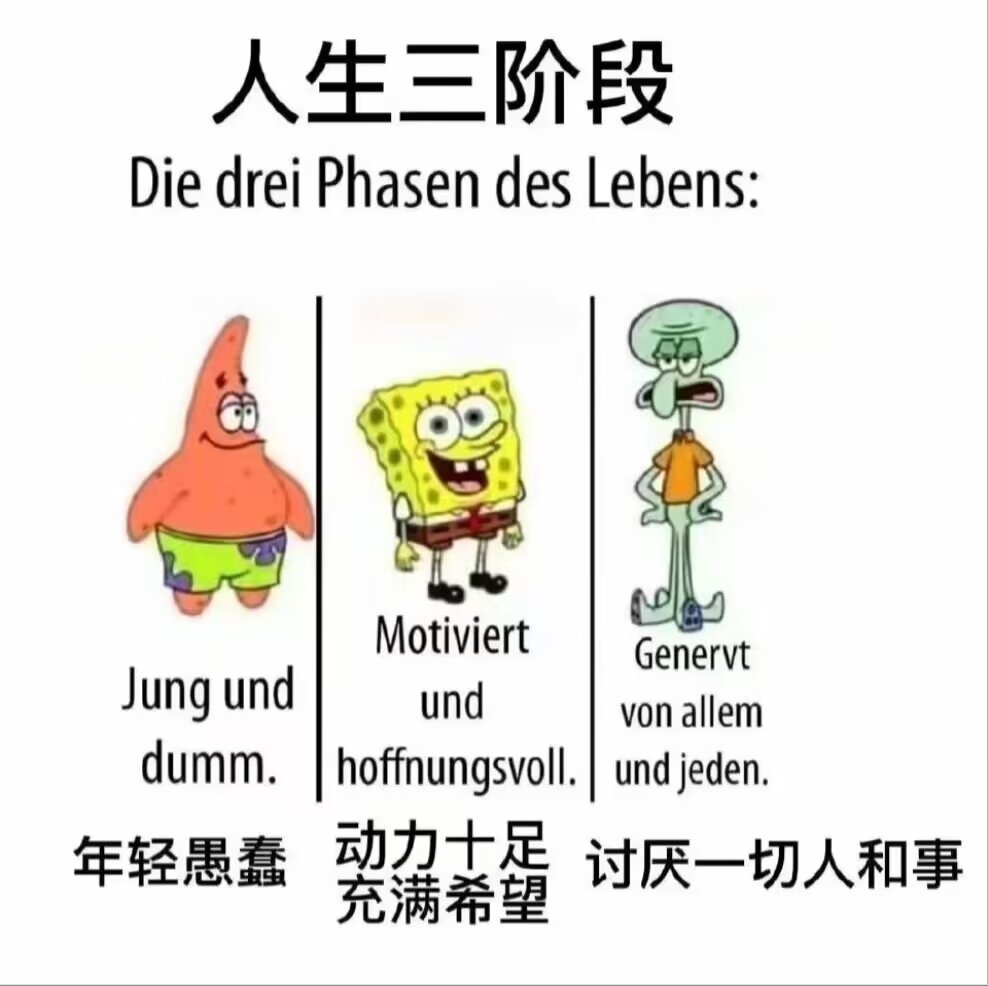 人生三阶段
Die drei Phasen des Lebens:
Jung und
dumm.
Motiviert
und
hoffnungsvoll.
Genervt
von allem
und jeden.
年轻愚蠢
动力十足
充满希望
讨厌一切人和事